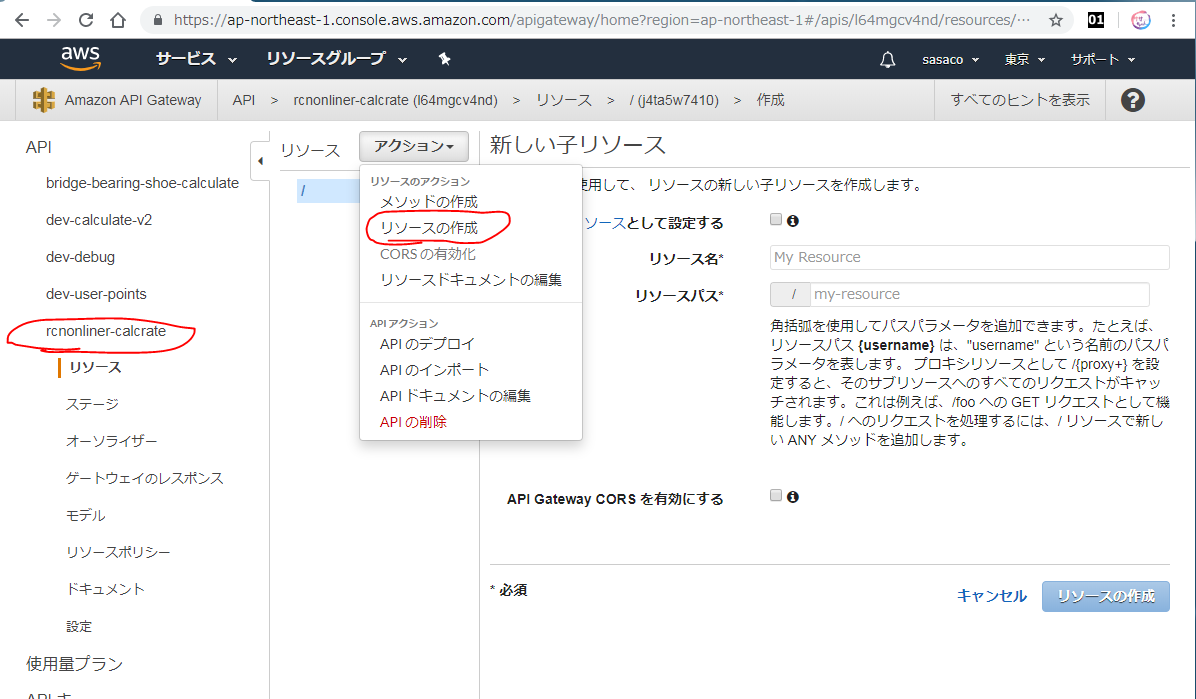 https://ap-northeast-1.console.aws.amazon.com/apigateway/home?region=ap-northeast-1#/apis/l64mgcv4nd/resources/…
01
aws
サービス
リソースグループ
sasaco
東京
サポート
Amazon API Gateway
API > rcnonliner-calcrate (l64mgcv4nd) > リソース > / (j4ta5w7410) > 作成
すべてのヒントを表示
?
API
bridge-bearing-shoe-calculate
dev-calculate-v2
dev-debug
dev-user-points
rcnonliner-calcrate
リソース
ステージ
オーソライザー
ゲートウェイのレスポンス
モデル
リソースポリシー
ドキュメント
設定
使用量プラン
リソース
アクション
/
リソースのアクション
メソッドの作成
リソースの作成
CORS の有効化
リソースドキュメントの編集
API アクション
API のデプロイ
API のインポート
API ドキュメントの編集
API の削除
新しい子リソース
使用して、 リソースの新しい子リソースを作成します。
ソースとして設定する
リソース名*
My Resource
リソースパス*
/ my-resource
角括弧を使用してパスパラメータを追加できます。たとえば、
リソースパス {username} は、"username" という名前のパスパ
ラメータを表します。 プロキシリソースとして /{proxy+} を設
定すると、そのサブリソースへのすべてのリクエストがキャッ
チされます。これは例えば、/foo への GET リクエストとして機
能します。/ へのリクエストを処理するには、/ リソースで新し
い ANY メソッドを追加します。
API Gateway CORS を有効にする
* 必須
キャンセル
リソースの作成